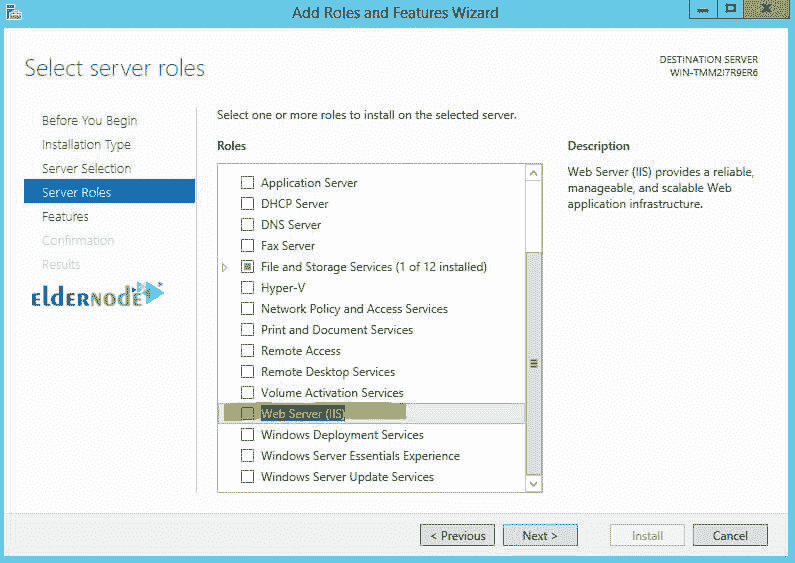 Add Roles and Features Wizard
Select server roles
DESTINATION SERVER
WIN-TMM2I7R9ER6
Before You Begin
Installation Type
Server Selection
Server Roles
Features
Confirmation
Results
ELDERNODE
Select one or more roles to install on the selected server.
Roles
Application Server
DHCP Server
DNS Server
Fax Server
File and Storage Services (1 of 12 installed)
Hyper-V
Network Policy and Access Services
Print and Document Services
Remote Access
Remote Desktop Services
Volume Activation Services
Web Server (IIS)
Windows Deployment Services
Windows Server Essentials Experience
Windows Server Update Services
Description
Web Server (IIS) provides a reliable,
manageable, and scalable Web
application infrastructure.
< Previous
Next >
Install
Cancel